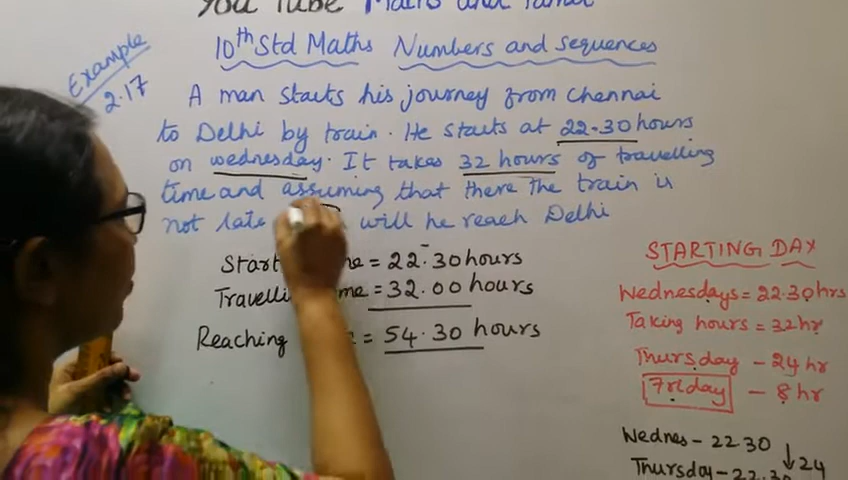 You Tube Maths and Tamil
10th Std Maths Numbers and sequences
Example
2.17
A man starts his journey from chennai
to Delhi by train. He starts at 22.30 hours
on wednesday. It takes 32 hours of travelling
time and assuming that there the train is
not late will he reach Delhi
= 22.30 hours
= 32.00 hours
Reaching = 54.30 hours
STARTING DAY
Wednesdays = 22.30 hrs
Taking hours = 32 hr
Thursday - 24 hr
Friday - 8 hr
Wednes - 22 30
Thursday - 22.30
24